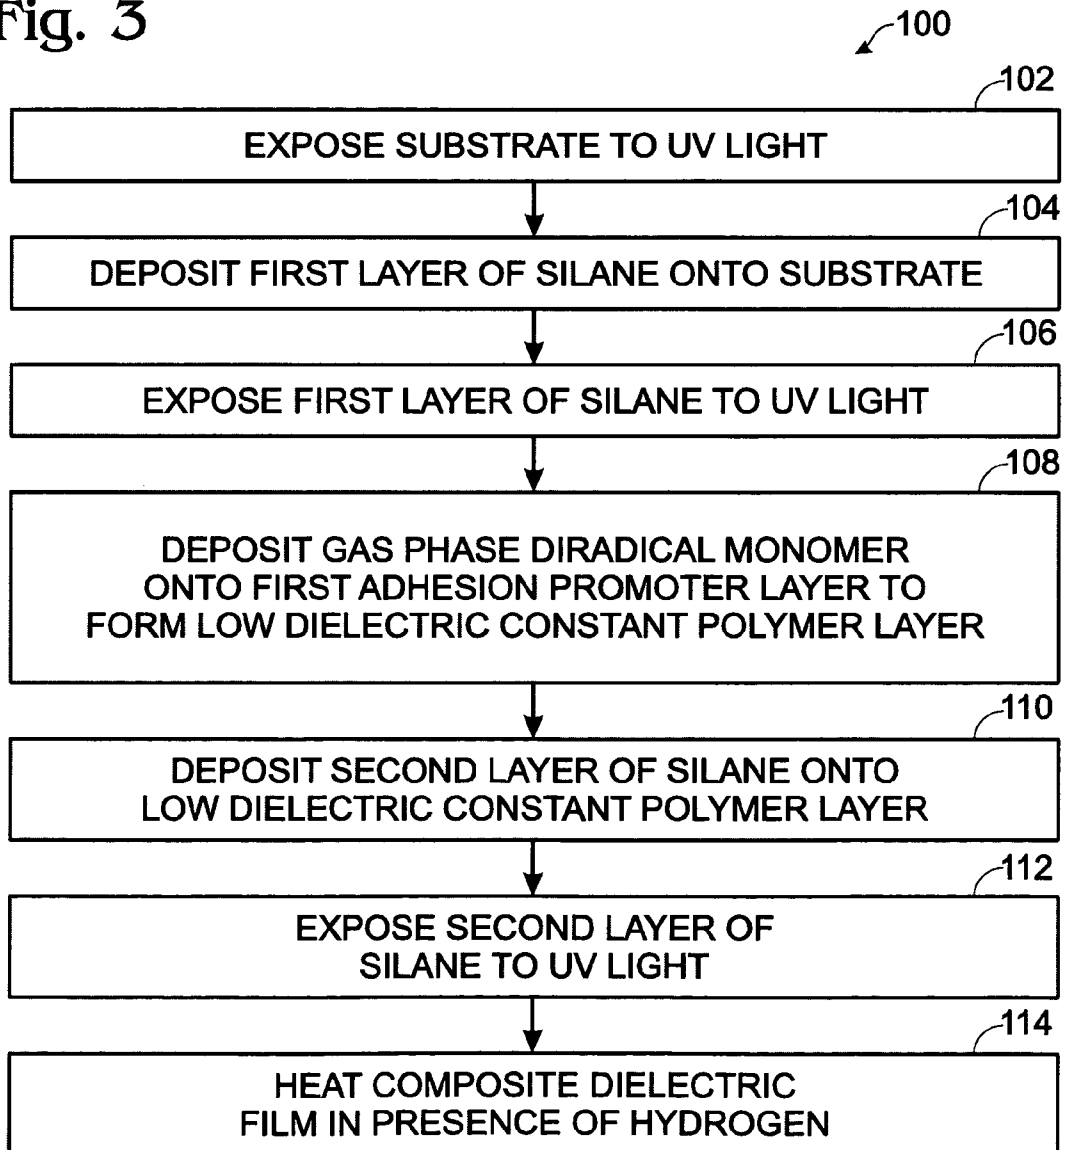 Fig. 3
100
102
EXPOSE SUBSTRATE TO UV LIGHT
104
DEPOSIT FIRST LAYER OF SILANE ONTO SUBSTRATE
106
EXPOSE FIRST LAYER OF SILANE TO UV LIGHT
108
DEPOSIT GAS PHASE DIRADICAL MONOMER
ONTO FIRST ADHESION PROMOTER LAYER TO
FORM LOW DIELECTRIC CONSTANT POLYMER LAYER
110
DEPOSIT SECOND LAYER OF SILANE ONTO
LOW DIELECTRIC CONSTANT POLYMER LAYER
112
EXPOSE SECOND LAYER OF
SILANE TO UV LIGHT
114
HEAT COMPOSITE DIELECTRIC
FILM IN PRESENCE OF HYDROGEN